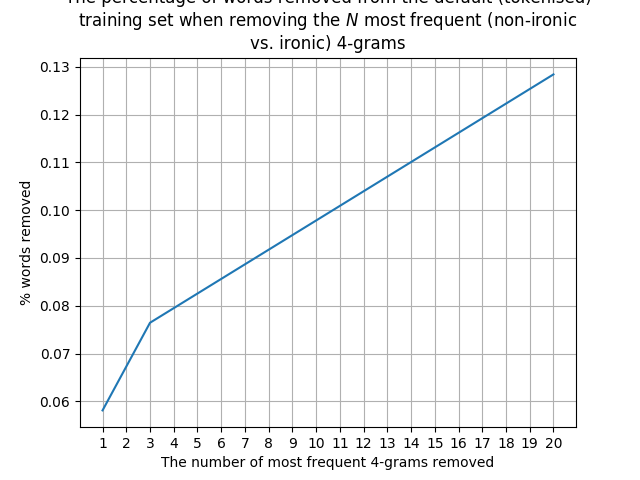 The percentage of words removed from the default (tokenised)
training set when removing the N most frequent (non-ironic
vs. ironic) 4-grams
0.13
0.12
0.11
0.10
0.09
0.08
0.07
0.06
% words removed
1 2 3 4 5 6 7 8 9 10 11 12 13 14 15 16 17 18 19 20
The number of most frequent 4-grams removed